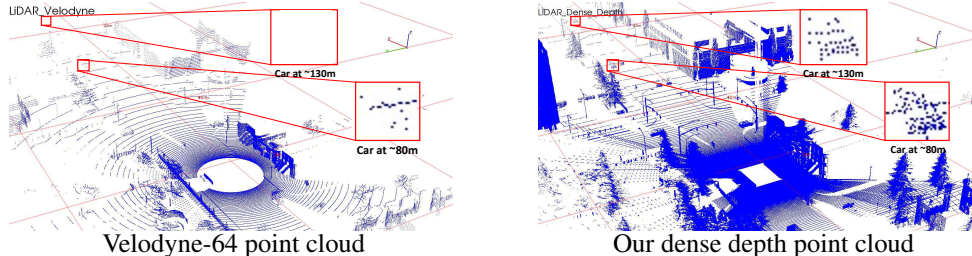 LiDAR_Velodyne
Car at ~130m
Car at ~80m
Velodyne-64 point cloud
LiDAR_Dense_Depth
Car at ~130m
Car at ~80m
Our dense depth point cloud